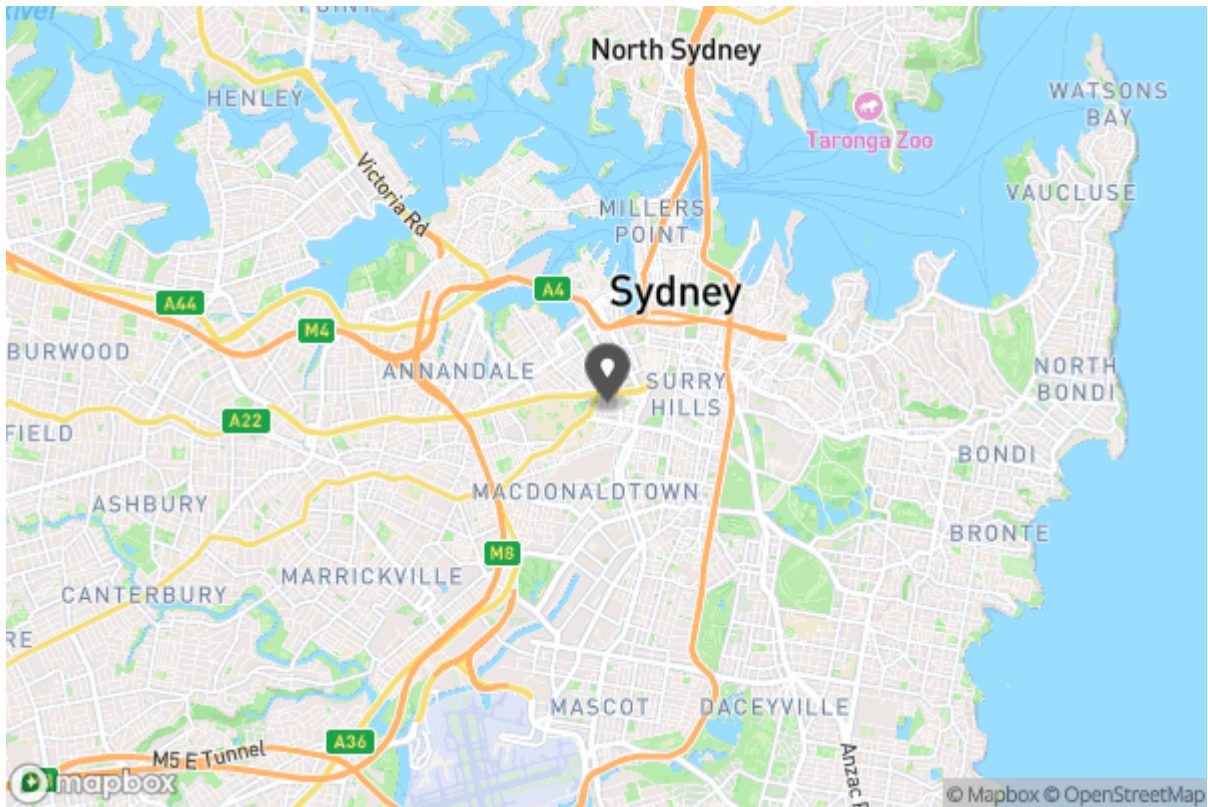 North Sydney
HENLEY
WATSONS
BAY
Taronga Zoo
Victoria Rd
VAUCLUSE
MILLERS
POINT
A4
Sydney
A44
M4
BURWOOD
ANNANDALE
SURRY
HILLS
NORTH
BONDI
A22
FIELD
BONDI
MACDONALDTOWN
ASHBURY
BRONTE
M8
MARRICKVILLE
CANTERBURY
RE
MASCOT
DACEYVILLE
A36
M5 E Tunnel
Anzac
mapbox
© Mapbox © OpenStreetMap